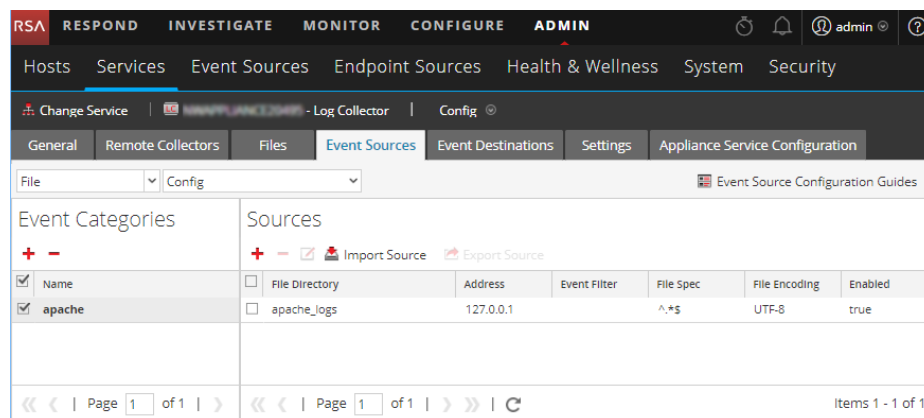 RSA RESPOND INVESTIGATE MONITOR CONFIGURE ADMIN admin ?
Hosts Services Event Sources Endpoint Sources Health & Wellness System Security
Change Service | LC - Log Collector | Config
General Remote Collectors Files Event Sources Event Destinations Settings Appliance Service Configuration
File Config Event Source Configuration Guides
Event Categories
Sources
Import Source Export Source
Name
File Directory Address Event Filter File Spec File Encoding Enabled
apache
apache_logs 127.0.0.1 ^.*$ UTF-8 true
Page 1 of 1
Page 1 of 1 Items 1 - 1 of 1